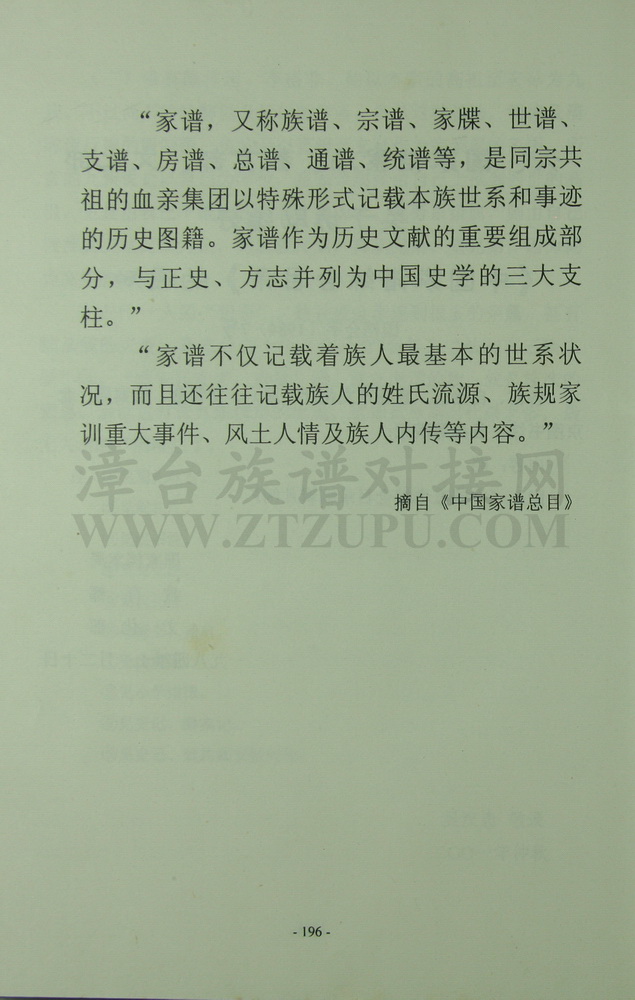 “家谱，又称族谱、宗谱、家牒、世谱、
支谱、房谱、总谱、通谱、统谱等，是同宗共
祖的血亲集团以特殊形式记载本族世系和事迹
的历史图籍。家谱作为历史文献的重要组成部
分，与正史、方志并列为中国史学的三大支
柱。”
“家谱不仅记载着族人最基本的世系状
况，而且还往往记载族人的姓氏流源、族规家
训重大事件、风土人情及族人内传等内容。”
漳台族谱对接网
摘自《中国家谱总目》
WWW.ZTZUPU.COM
- 196 -